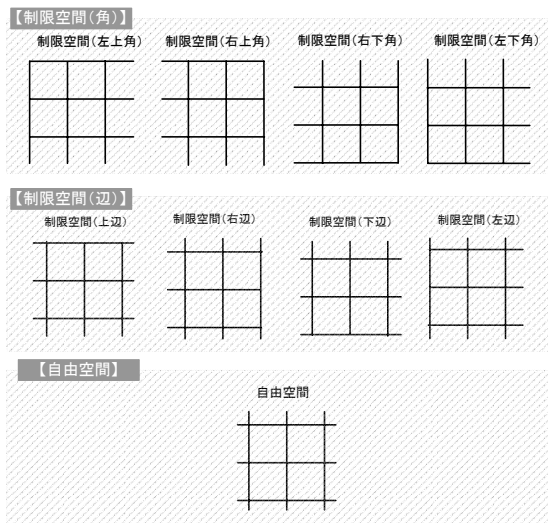 【制限空間（角）】
制限空間（左上角）　制限空間（右上角）　制限空間（右下角）　制限空間（左下角）
【制限空間（辺）】
制限空間（上辺）　制限空間（右辺）　制限空間（下辺）　制限空間（左辺）
【自由空間】
自由空間